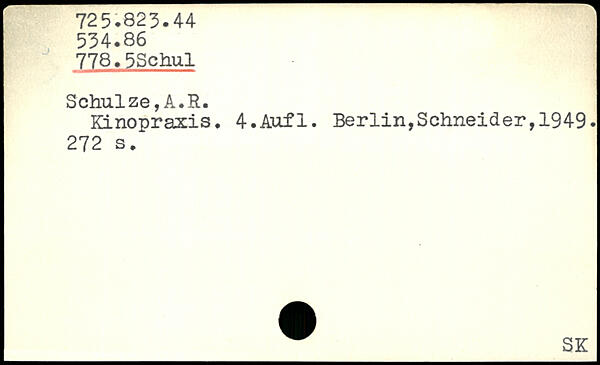 725.823.44
534.86
778.5Schul
Schulze,A.R.
Kinopraxis. 4.Aufl. Berlin,Schneider,1949.
272 s.
SK